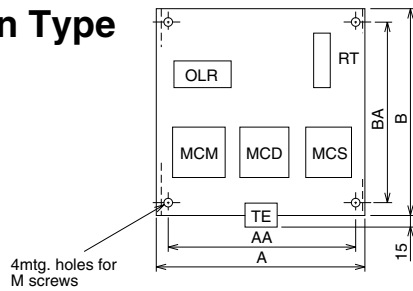 n Type
OLR
RT
MCM
MCD
MCS
BA
B
TE
AA
A
15
4mtg. holes for
M screws